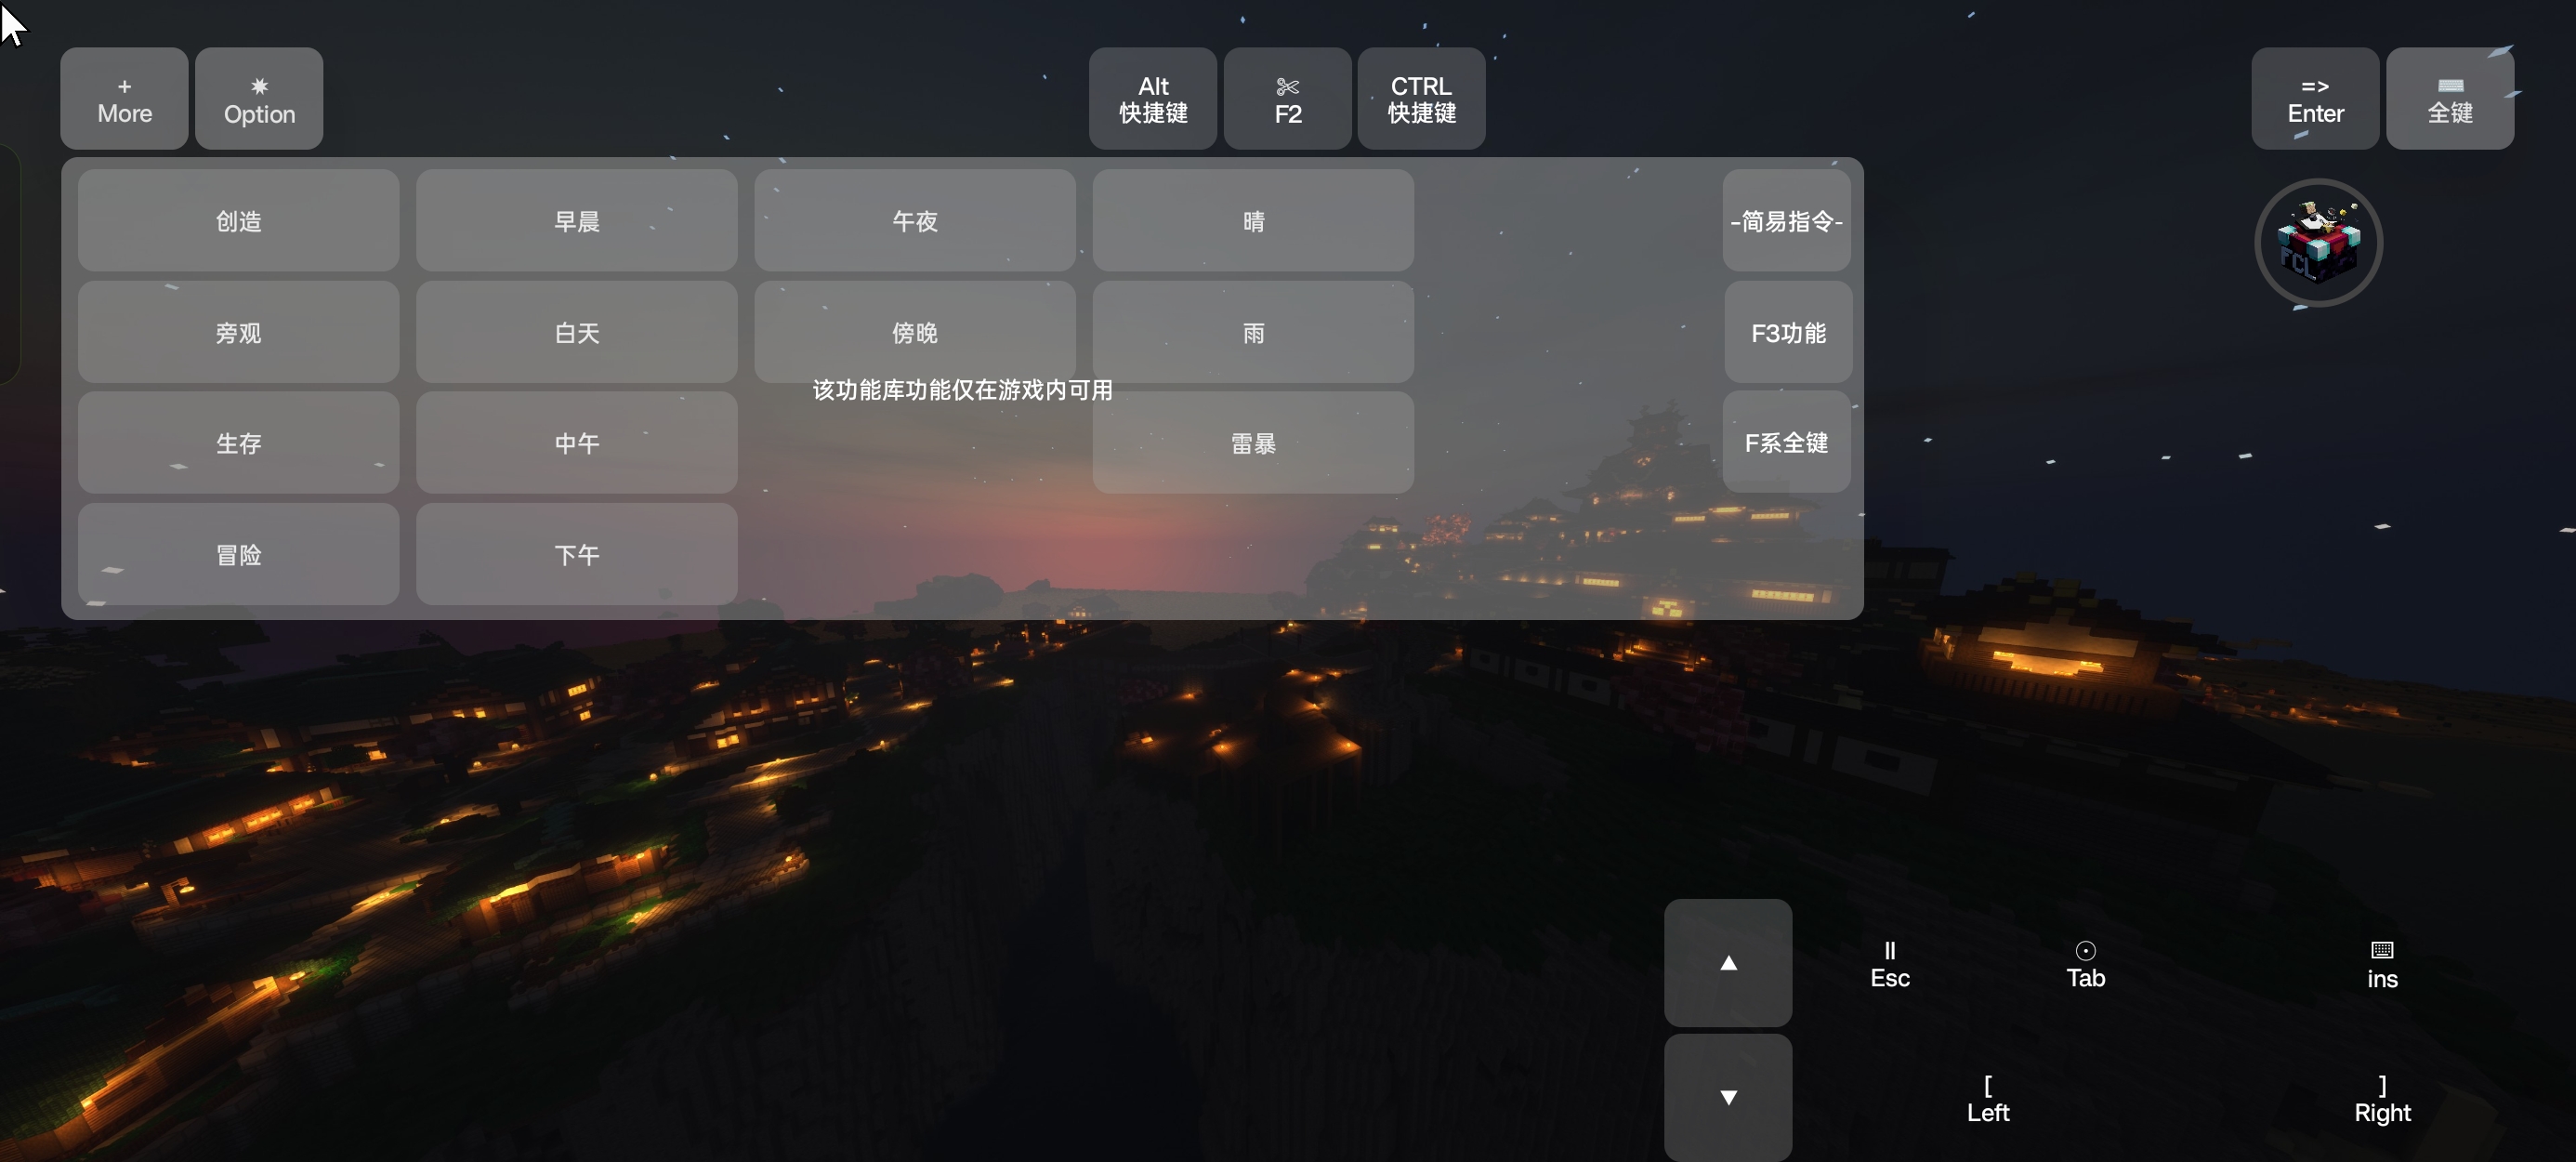 +
More
✷
Option
Alt
快捷键
✄
F2
CTRL
快捷键
=>
Enter
⌨
全键
创造
早晨
午夜
晴
-简易指令-
FCL
旁观
白天
傍晚
雨
F3功能
该功能库功能仅在游戏内可用
生存
中午
雷暴
F系全键
冒险
下午
▲
Esc
Tab
ins
▼
[
Left
]
Right